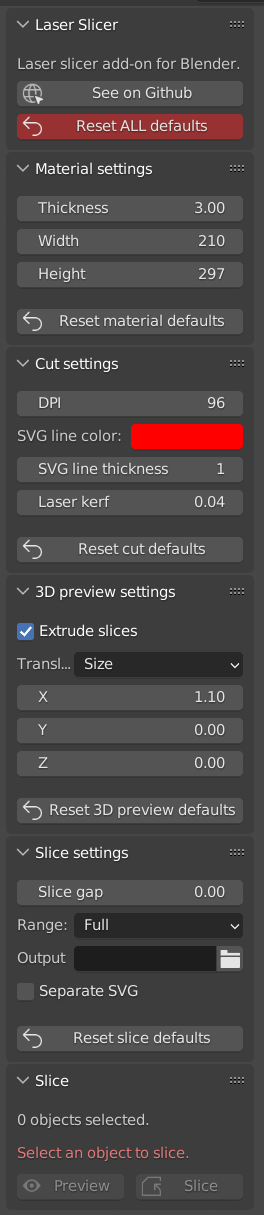 Laser Slicer
Laser slicer add-on for Blender.
See on Github
Reset ALL defaults
Material settings
Thickness 3.00
Width 210
Height 297
Reset material defaults
Cut settings
DPI 96
SVG line color:
SVG line thickness 1
Laser kerf 0.04
Reset cut defaults
3D preview settings
Extrude slices
Transl... Size
X 1.10
Y 0.00
Z 0.00
Reset 3D preview defaults
Slice settings
Slice gap 0.00
Range: Full
Output
Separate SVG
Reset slice defaults
Slice
0 objects selected.
Select an object to slice.
Preview Slice